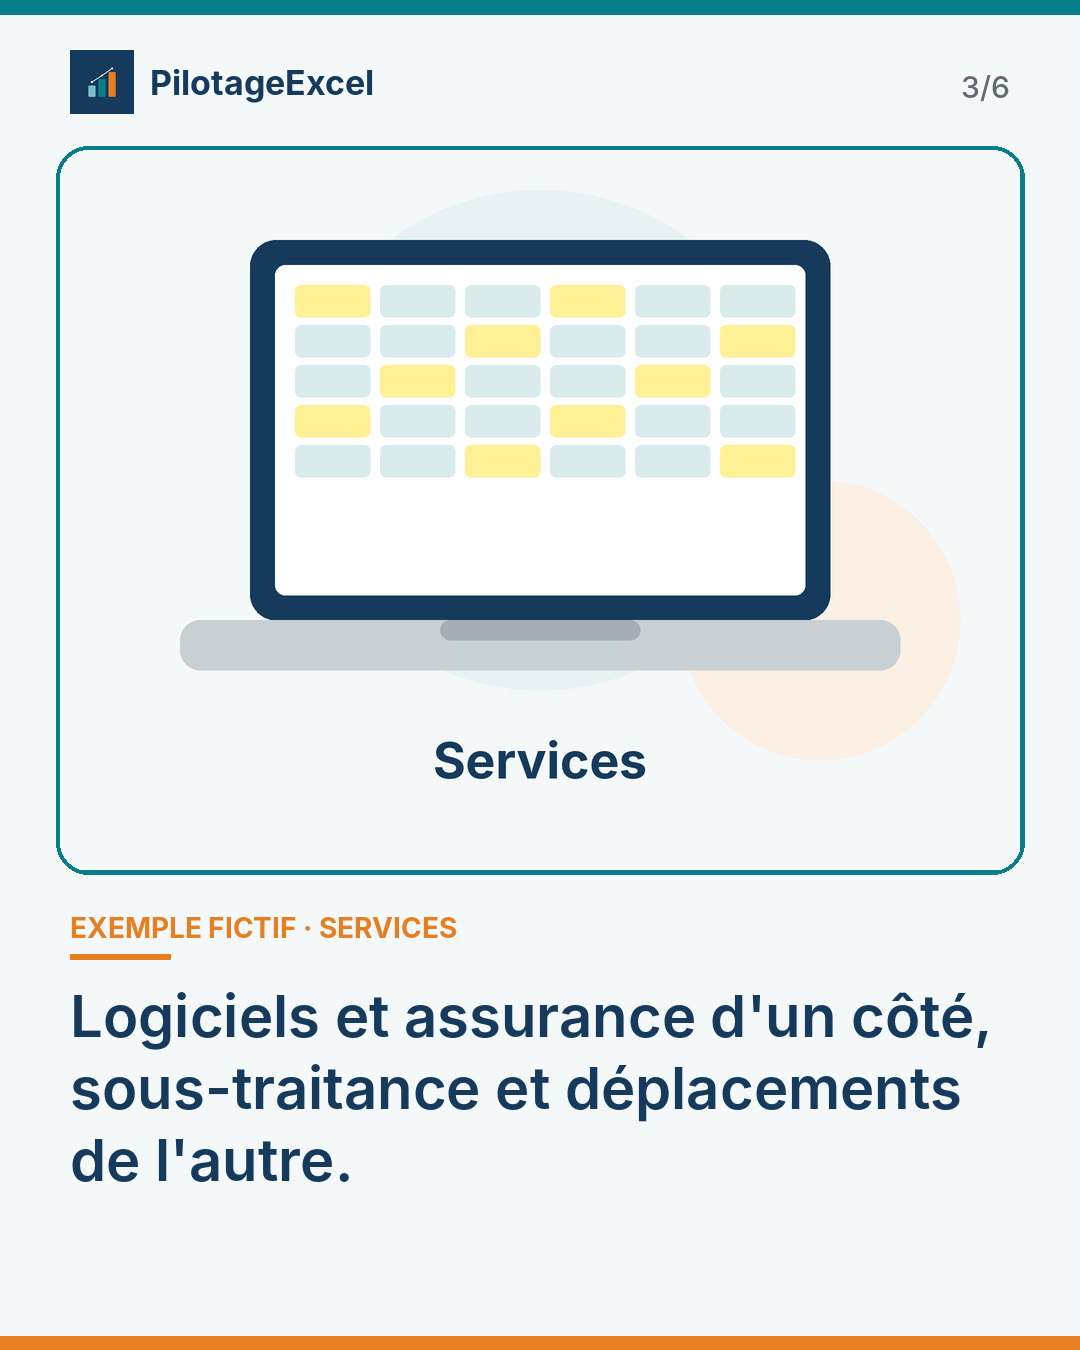 PilotageExcel
3/6
Services
EXEMPLE FICTIF · SERVICES
Logiciels et assurance d'un côté,
sous-traitance et déplacements
de l'autre.